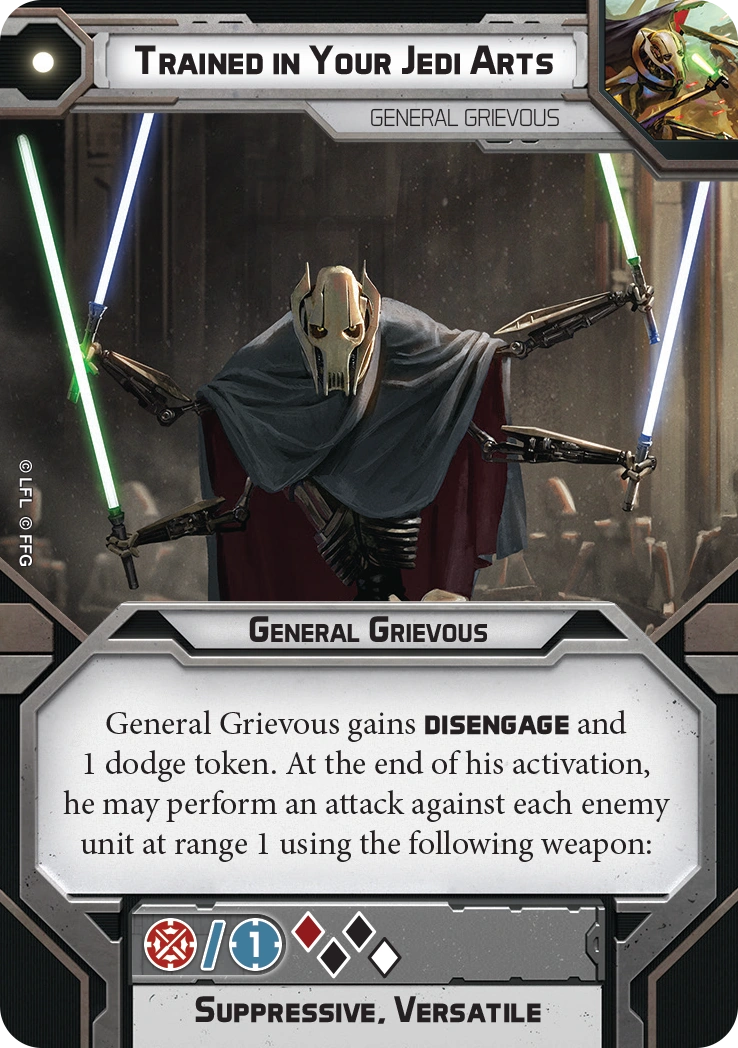 Trained in Your Jedi Arts
GENERAL GRIEVOUS
© LFL © FFG
General Grievous
General Grievous gains DISENGAGE and
1 dodge token. At the end of his activation,
he may perform an attack against each enemy
unit at range 1 using the following weapon:
/ 1
Suppressive, Versatile